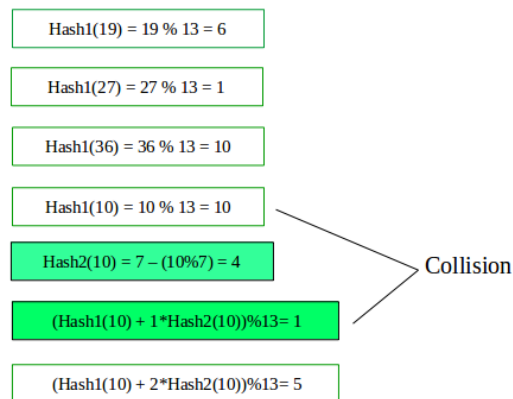 Hash1(19) = 19 % 13 = 6
Hash1(27) = 27 % 13 = 1
Hash1(36) = 36 % 13 = 10
Hash1(10) = 10 % 13 = 10
Hash2(10) = 7 – (10%7) = 4
Collision
(Hash1(10) + 1*Hash2(10))%13= 1
(Hash1(10) + 2*Hash2(10))%13= 5